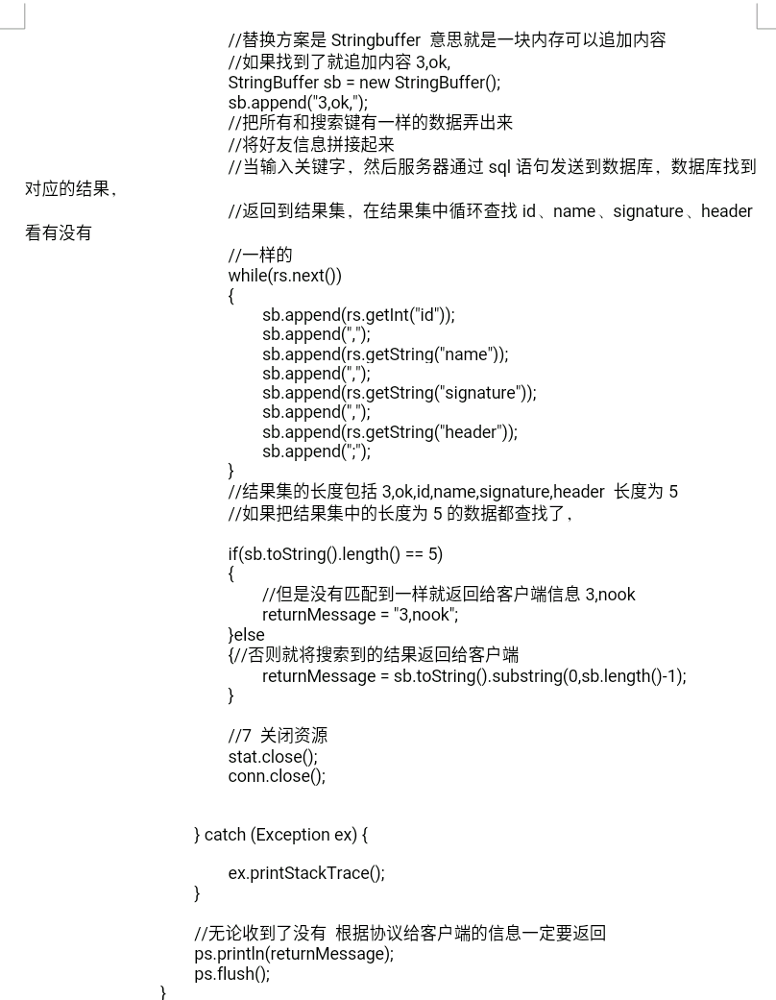 //替换方案是 Stringbuffer  意思就是一块内存可以追加内容
//如果找到了就追加内容 3,ok,
StringBuffer sb = new StringBuffer();
sb.append("3,ok,");
//把所有和搜索键有一样的数据弄出来
//将好友信息拼接起来
//当输入关键字，然后服务器通过 sql 语句发送到数据库，数据库找到
对应的结果，
//返回到结果集，在结果集中循环查找 id、name、signature、header
看有没有
//一样的
while(rs.next())
{
sb.append(rs.getInt("id"));
sb.append(",");
sb.append(rs.getString("name"));
sb.append(",");
sb.append(rs.getString("signature"));
sb.append(",");
sb.append(rs.getString("header"));
sb.append(";");
}
//结果集的长度包括 3,ok,id,name,signature,header  长度为 5
//如果把结果集中的长度为 5 的数据都查找了，
if(sb.toString().length() == 5)
{
//但是没有匹配到一样就返回给客户端信息 3,nook
returnMessage = "3,nook";
}else
{//否则就将搜索到的结果返回给客户端
returnMessage = sb.toString().substring(0,sb.length()-1);
}
//7  关闭资源
stat.close();
conn.close();
} catch (Exception ex) {
ex.printStackTrace();
}
//无论收到了没有  根据协议给客户端的信息一定要返回
ps.println(returnMessage);
ps.flush();
}